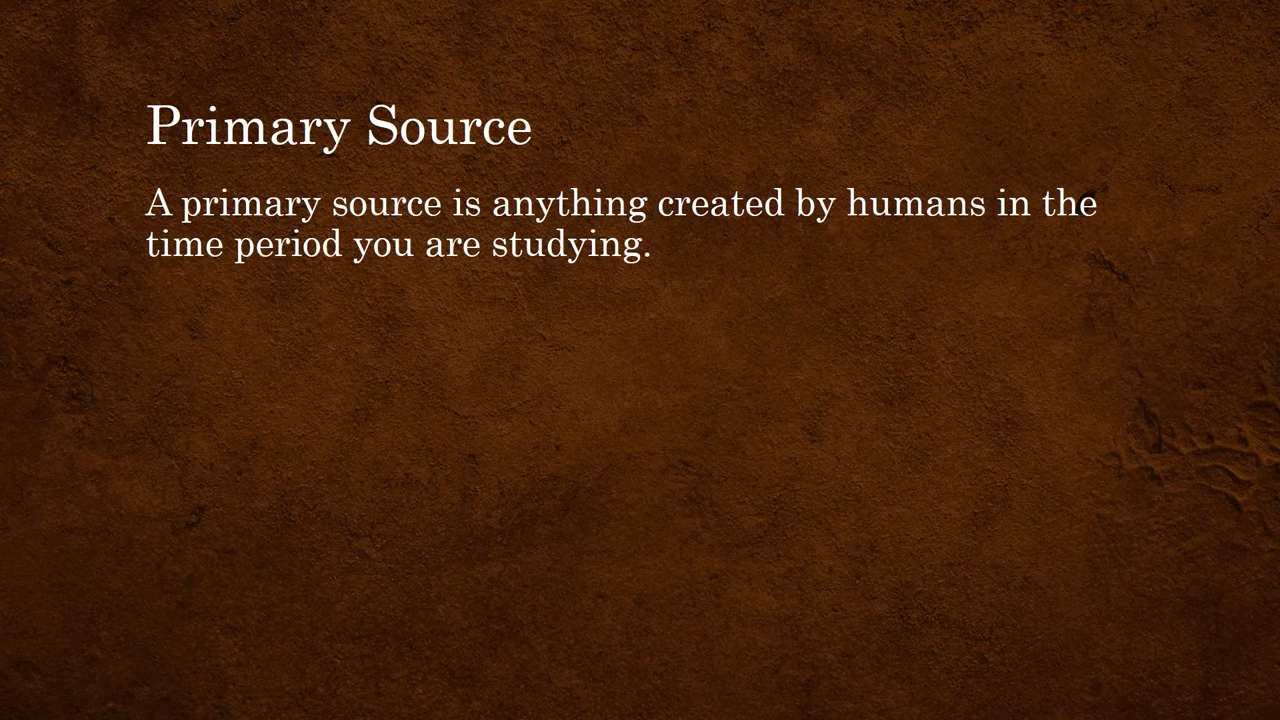 Primary Source
A primary source is anything created by humans in the
time period you are studying.